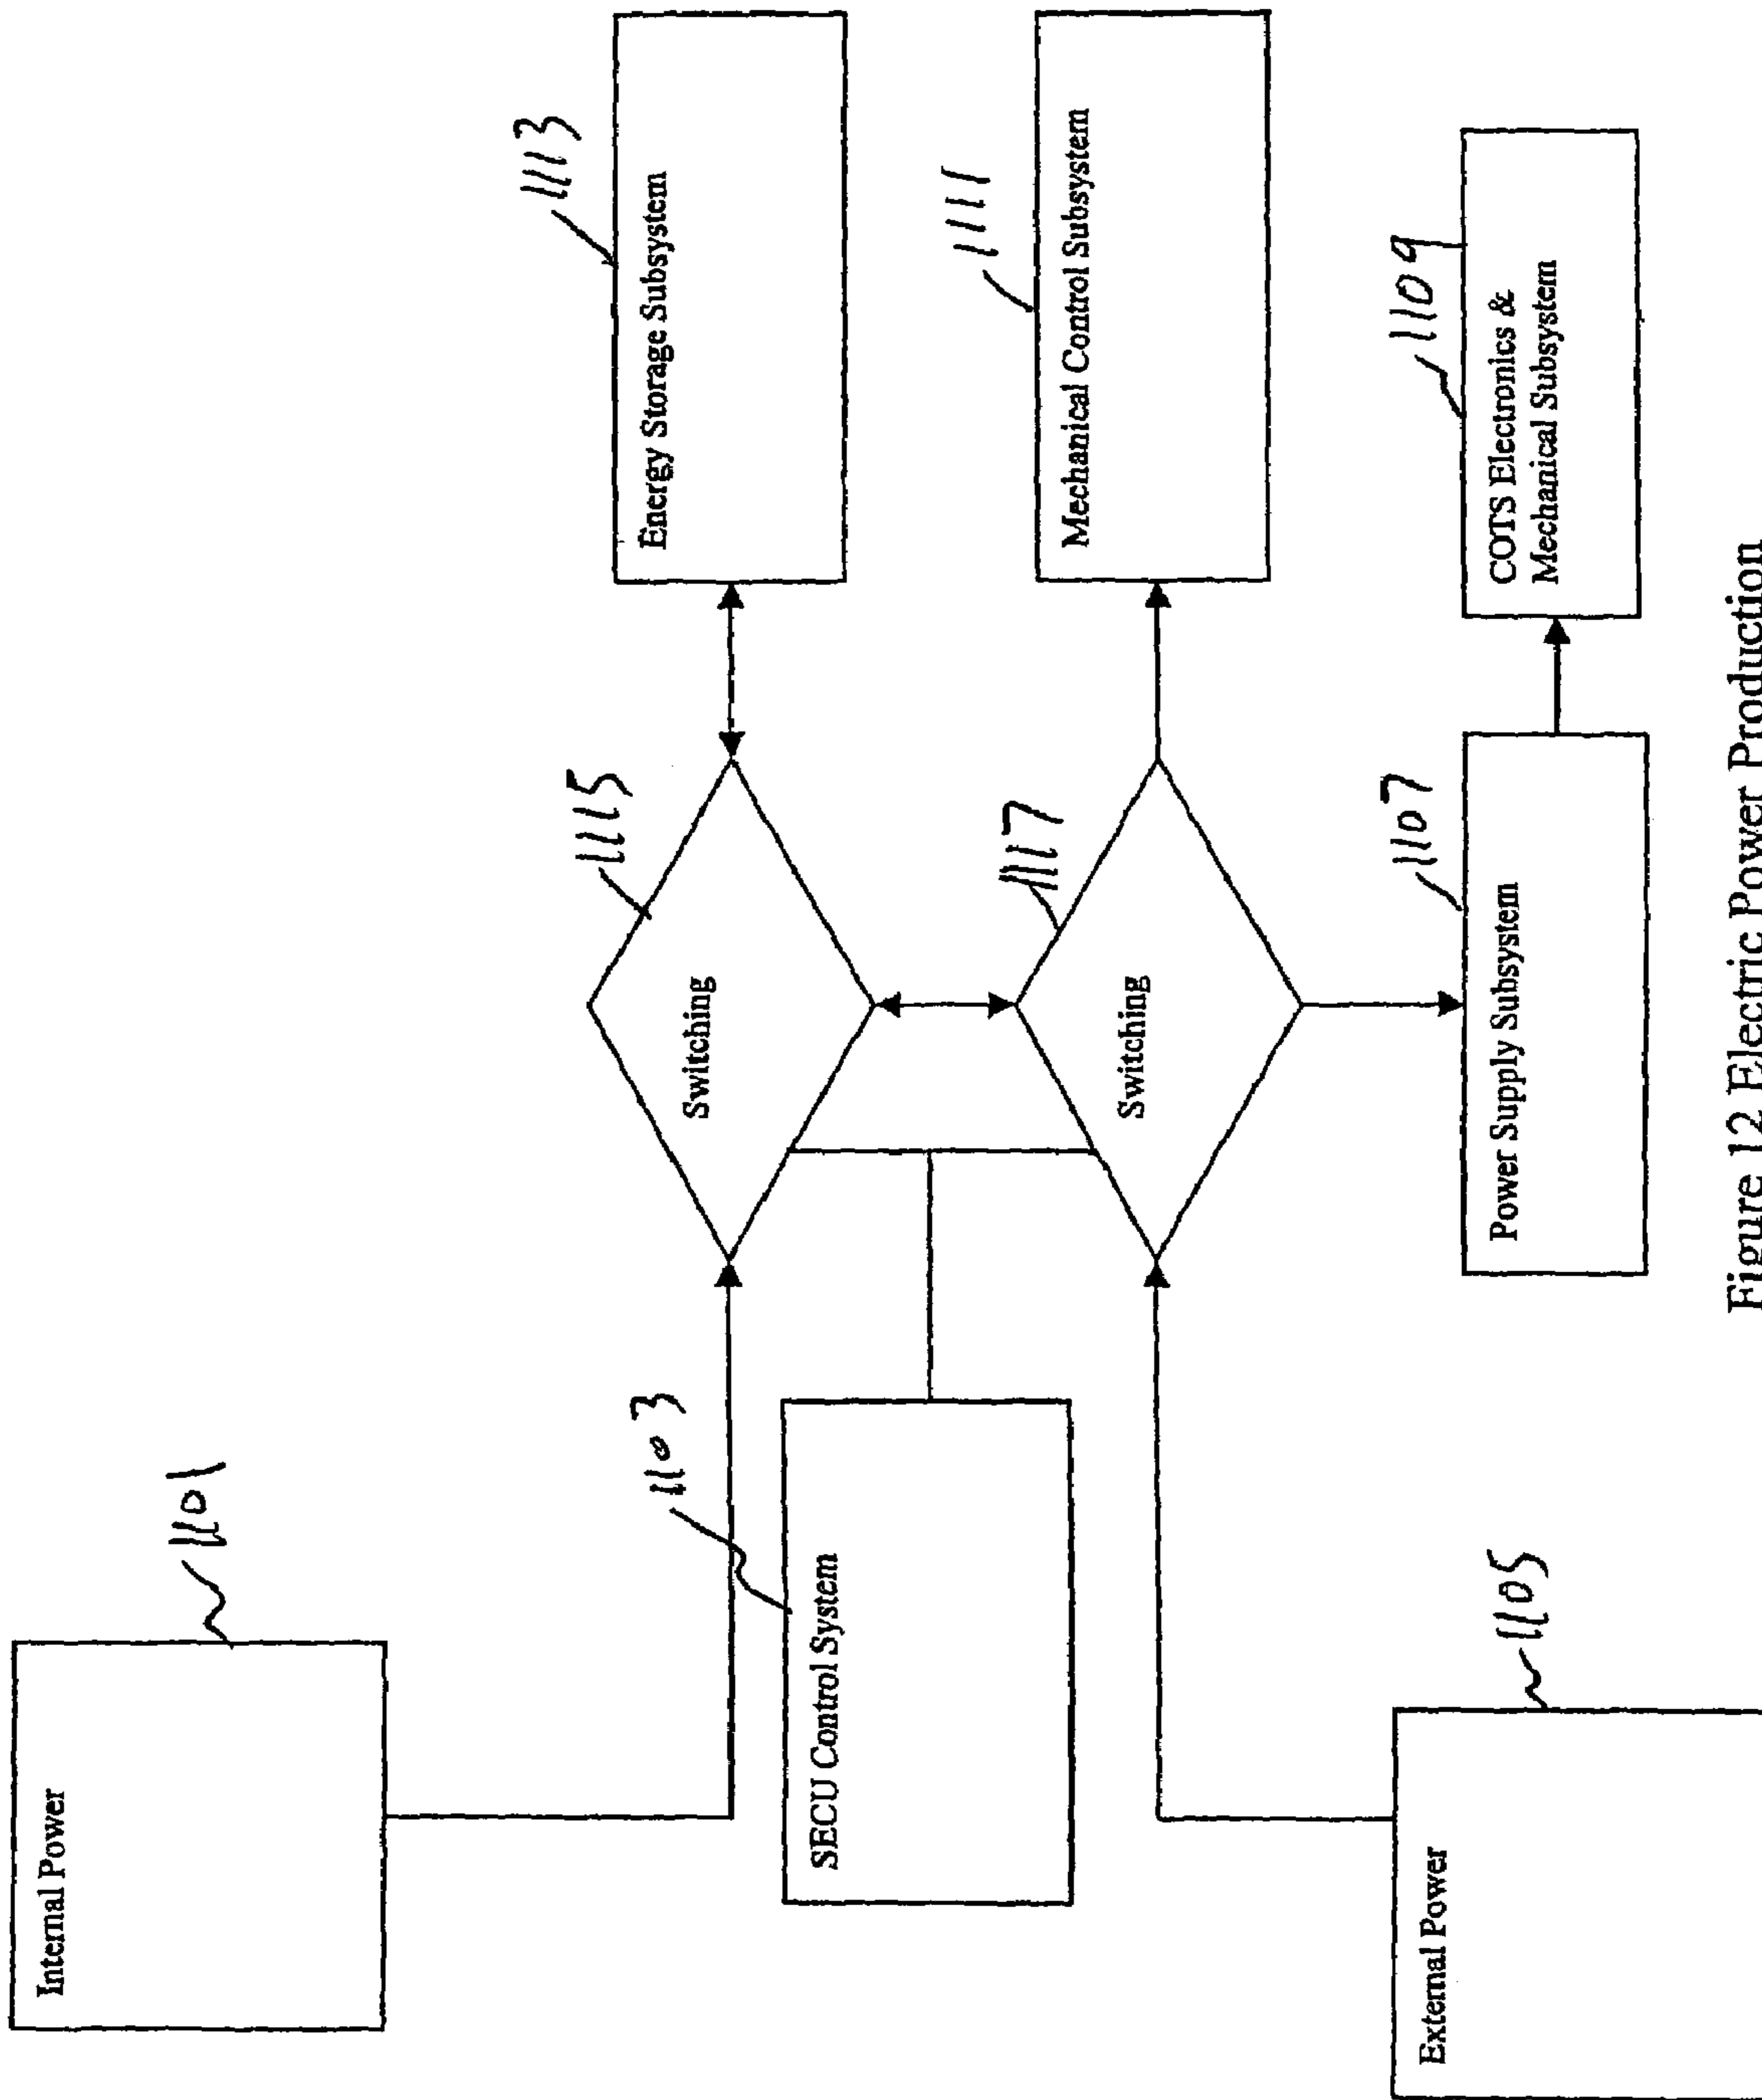 Internal Power
1101
1113
Energy Storage Subsystem
1115
Switching
1103
SECU Control System
1111
Mechanical Control Subsystem
1117
Switching
External Power
1105
1107
Power Supply Subsystem
1109
COTS Electronics &
Mechanical Subsystem
Figure 12 Electric Power Production